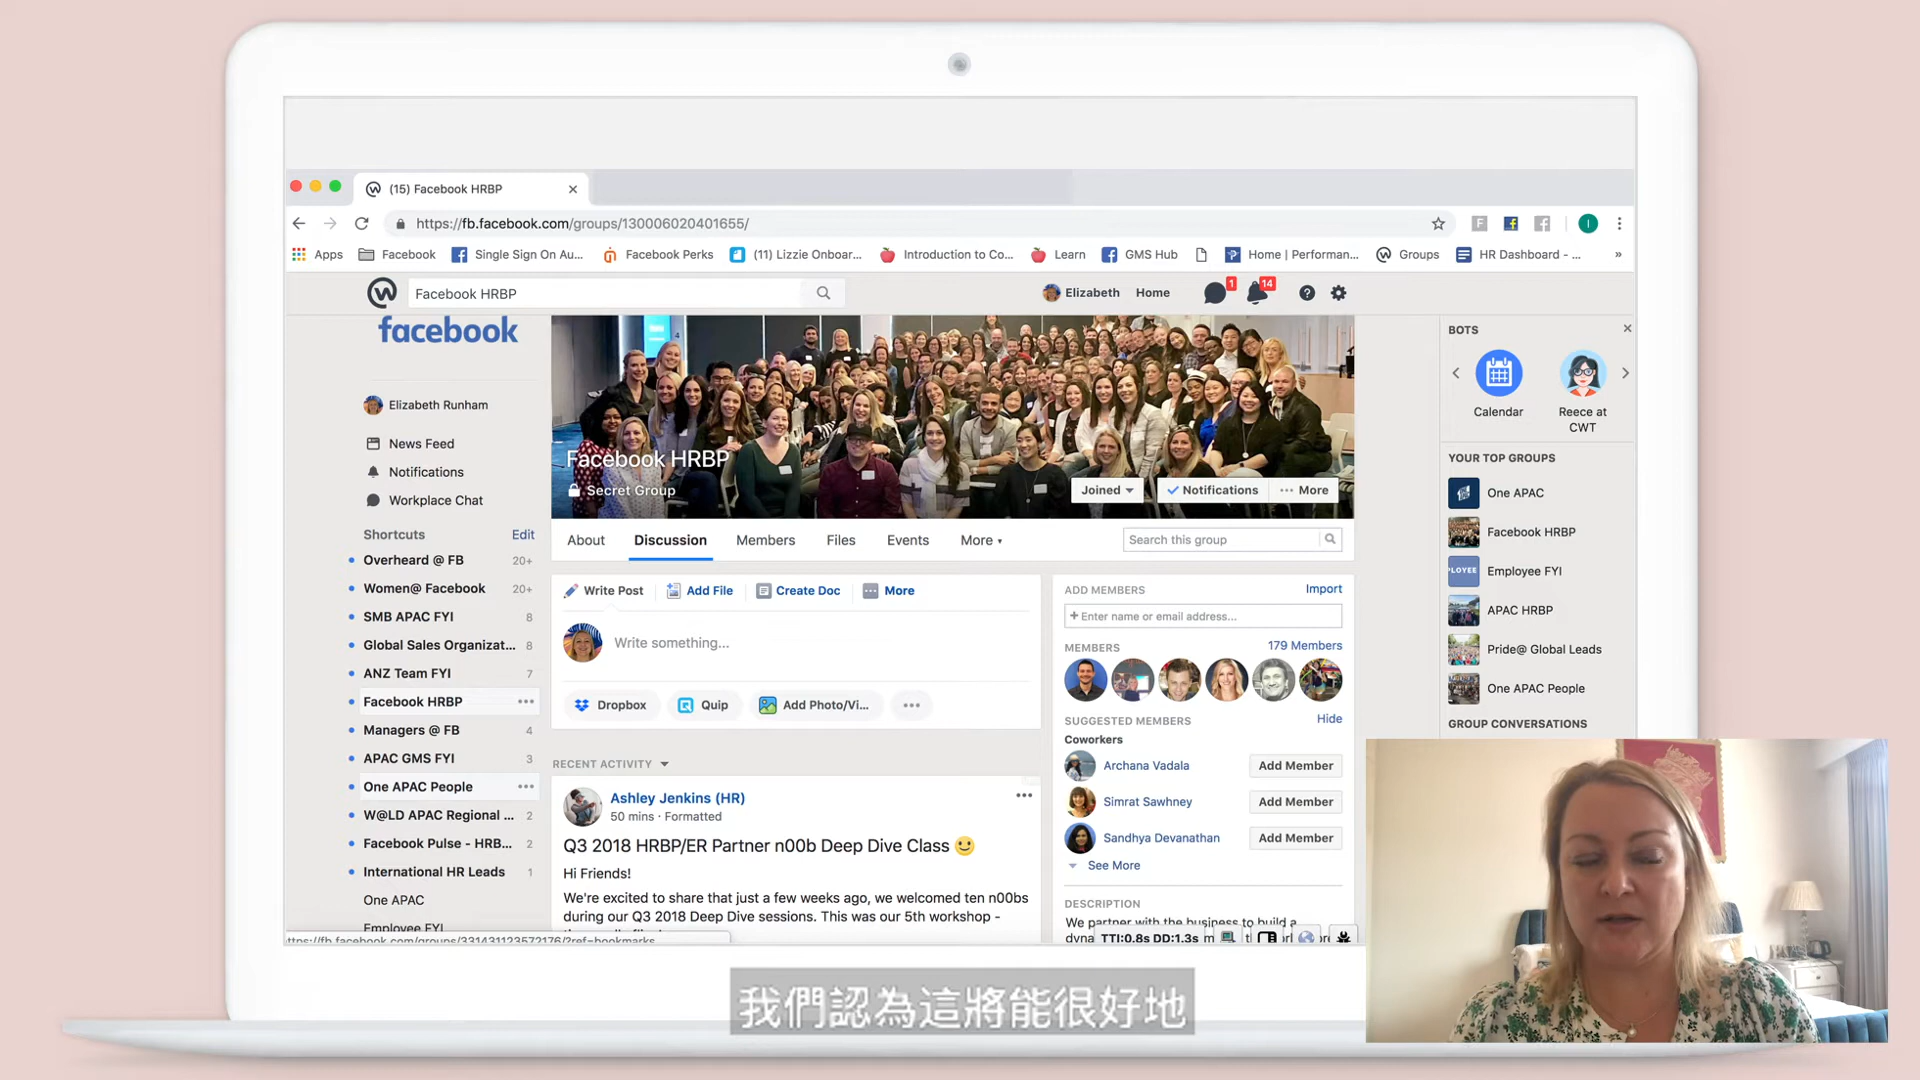 (15) Facebook HRBP
https://fb.facebook.com/groups/1300060204 01655/
Apps
Facebook
Single Sign On Au...
Facebook Perks
(11) Lizzie Onboar...
Introduction to Co...
Learn
GMS Hub
Home | Performan...
Groups
HR Dashboard - ...
»
Facebook HRBP
Elizabeth
Home
1
14
facebook
Elizabeth Runham
News Feed
Notifications
Workplace Chat
Shortcuts Edit
Overheard @ FB 20+
Women@ Facebook 20+
SMB APAC FYI 8
Global Sales Organizat... 8
ANZ Team FYI 7
Facebook HRBP
Managers @ FB 4
APAC GMS FYI 3
One APAC People
W@LD APAC Regional ... 2
Facebook Pulse - HRB... 2
International HR Leads 1
One APAC
Employee FYI
https://fb.facebook.com/groups/331431123572176/?ref=bookmarks
Facebook HRBP
Secret Group
Joined
Notifications
More
About
Discussion
Members
Files
Events
More
Search this group
Write Post
Add File
Create Doc
More
Write something...
Dropbox
Quip
Add Photo/Vi...
RECENT ACTIVITY
Ashley Jenkins (HR)
50 mins · Formatted
Q3 2018 HRBP/ER Partner n00b Deep Dive Class
Hi Friends!
We're excited to share that just a few weeks ago, we welcomed ten n00bs
during our Q3 2018 Deep Dive sessions. This was our 5th workshop -
ADD MEMBERS Import
+ Enter name or email address...
MEMBERS 179 Members
SUGGESTED MEMBERS Hide
Coworkers
Archana Vadala Add Member
Simrat Sawhney Add Member
Sandhya Devanathan Add Member
See More
DESCRIPTION
We partner with the business to build a
TTI:0.8s DD:1.3s
BOTS
Calendar
Reece at
CWT
YOUR TOP GROUPS
One APAC
Facebook HRBP
Employee FYI
APAC HRBP
Pride@ Global Leads
One APAC People
GROUP CONVERSATIONS
我們認為這將能很好地